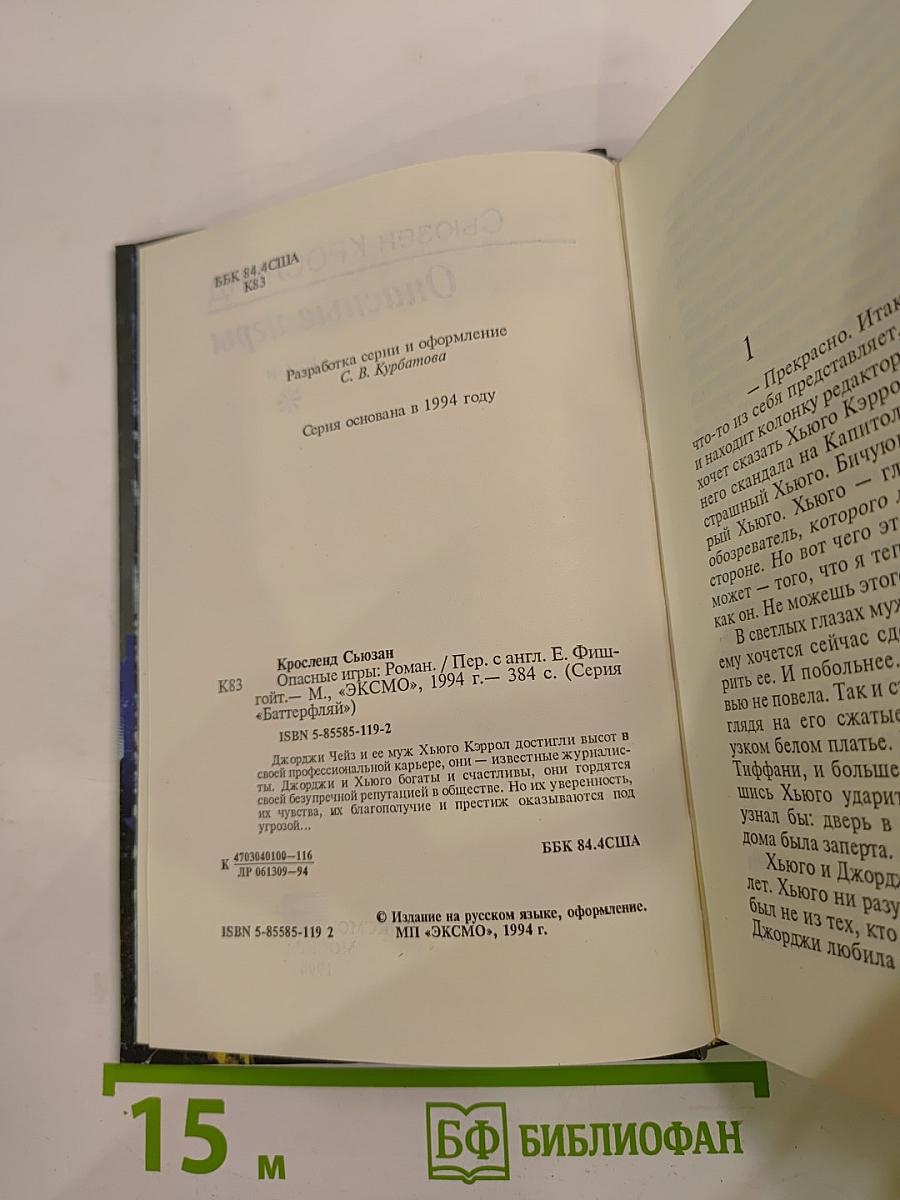 ББК 84.4США
К83
Разработка серии и оформление
С. В. Курбатова
Серия основана в 1994 году
Кросленд Сьюзан
К83 Опасные игры: Роман. / Пер. с англ. Е. Фиш-
гойт.— М., «ЭКСМО», 1994 г.— 384 с. (Серия
«Баттерфляй»)
ISBN 5-85585-119-2
Джорджи Чейз и ее муж Хьюго Кэррол достигли высот в
своей профессиональной карьере, они — известные журналис-
ты. Джорджи и Хьюго богаты и счастливы, они гордятся
своей безупречной репутацией в обществе. Но их уверенность,
их чувства, их благополучие и престиж оказываются под
угрозой...
К 4703040100—116
ЛР 061309—94
ББК 84.4США
ISBN 5-85585-119 2
© Издание на русском языке, оформление.
МП «ЭКСМО», 1994 г.
1
— Прекрасно. Итак
что-то из себя представляет,
и находит колонку редактор
хочет сказать Хьюго Кэрро
него скандала на Капитол
страшный Хьюго. Бичую
рый Хьюго. Хьюго — гл
обозреватель, которого л
стороне. Но вот чего эт
может — того, что я теп
как он. Не можешь этог
В светлых глазах муж
ему хочется сейчас сд
рить ее. И побольнее.
вью не повела. Так и ст
глядя на его сжатые
узком белом платье.
Тиффани, и больше
шись Хьюго ударит
узнал бы: дверь в
дома была заперта.
Хьюго и Джордж
лет. Хьюго ни разу
был не из тех, кто
Джорджи любила
15 м
БФ БИБЛИОФАН